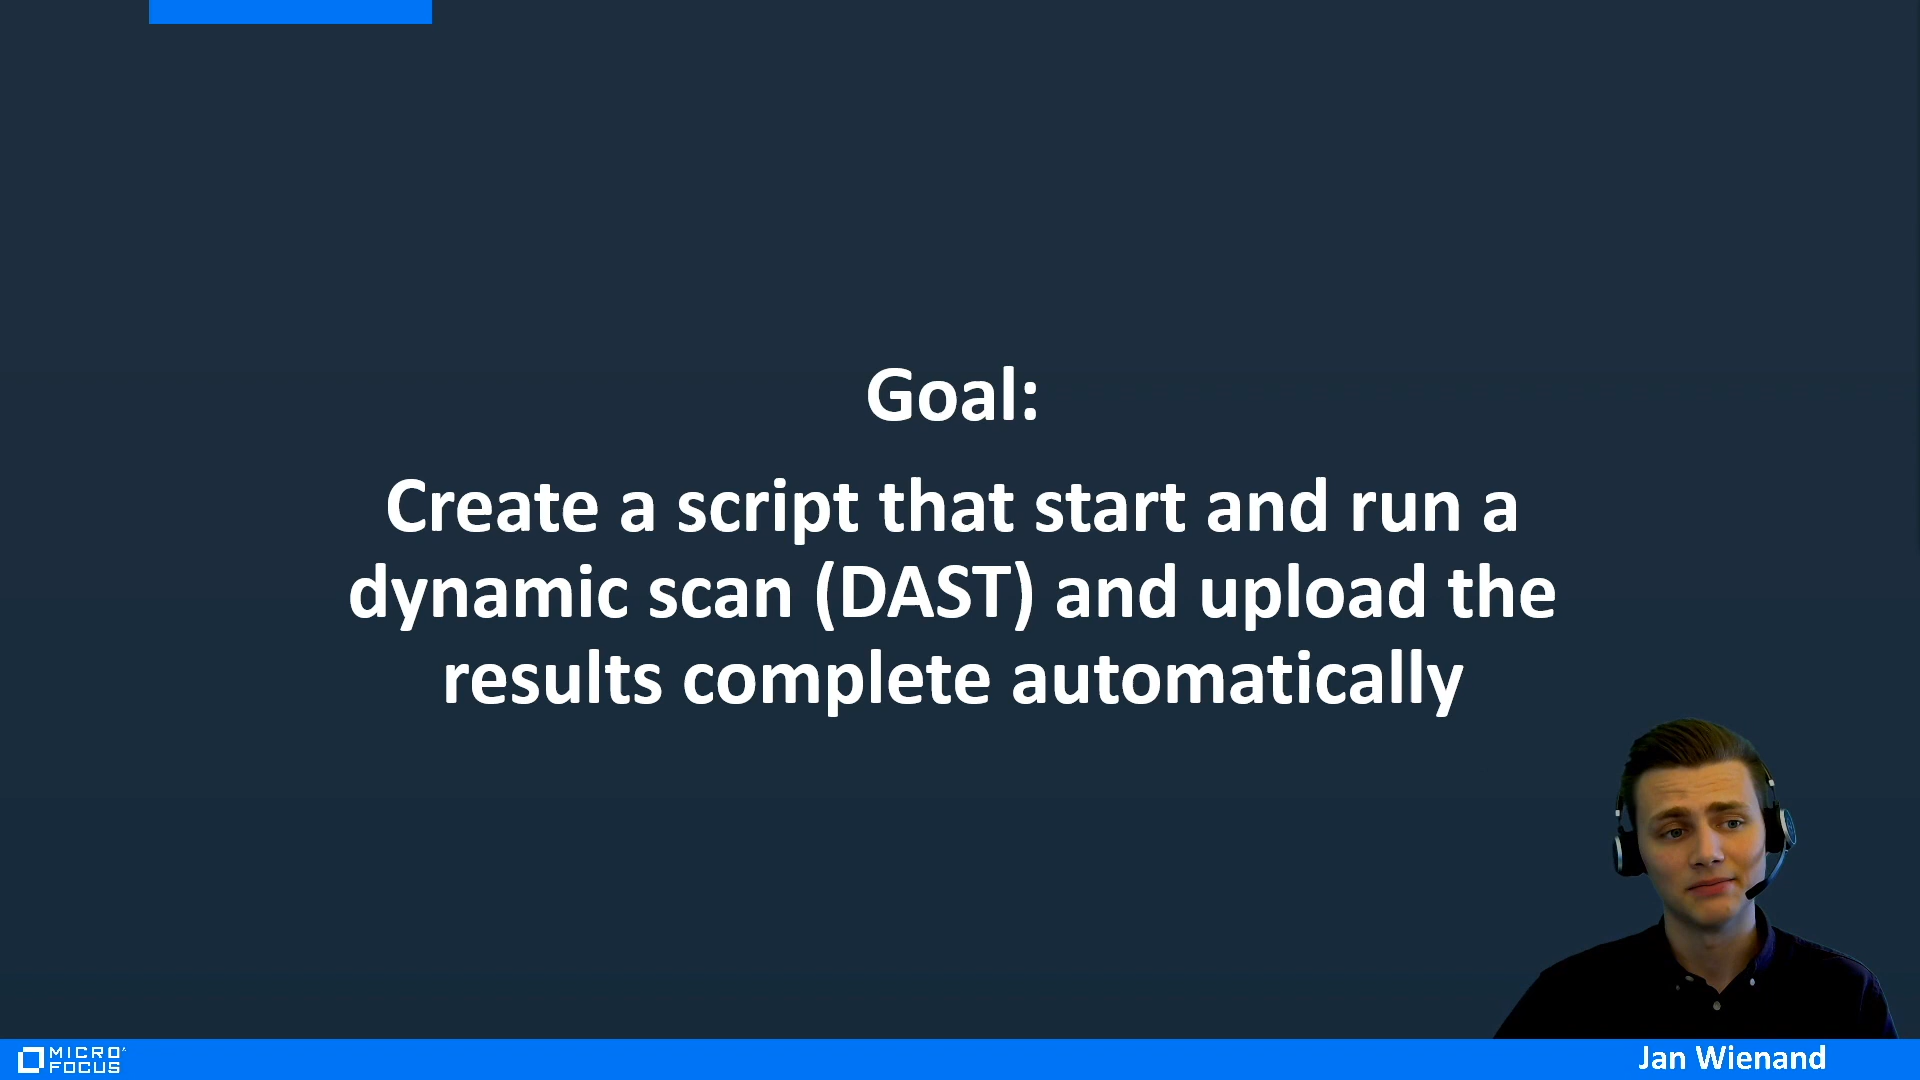 Goal:
Create a script that start and run a
dynamic scan (DAST) and upload the
results complete automatically
MICRO
FOCUS
Jan Wienand